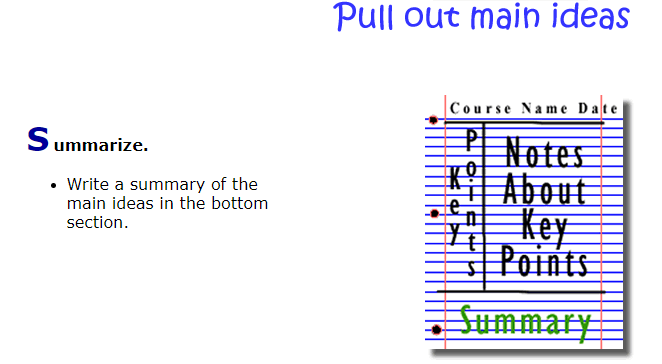 Pull out main ideas
Summarize.
Write a summary of the
main ideas in the bottom
section.
Course Name Date
Key Points
Notes
About
Key
Points
Summary